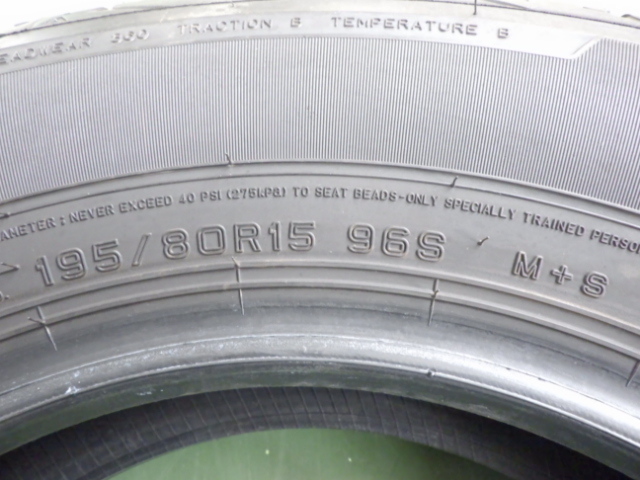 TRACTION B TEMPERATURE B
NEVER EXCEED 40 PSI (275kPa) TO SEAT BEADS-ONLY SPECIALLY TRAINED
195/80R15 96S M+S